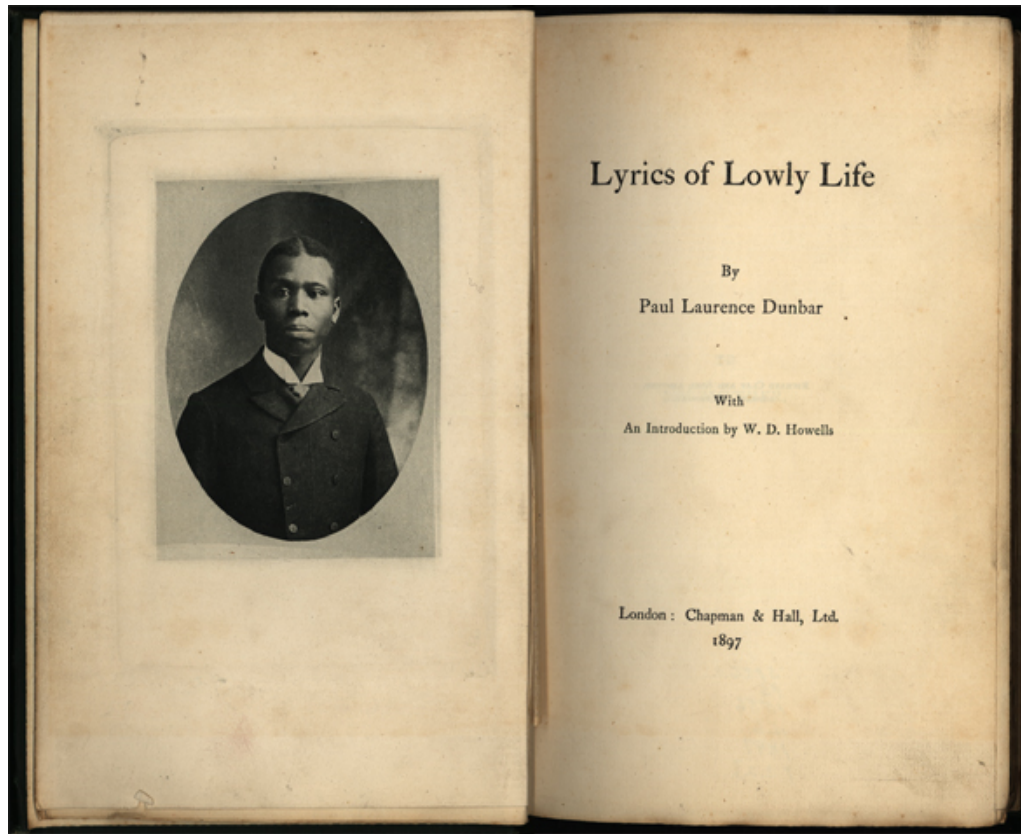 Lyrics of Lowly Life
By
Paul Laurence Dunbar
With
An Introduction by W. D. Howells
London: Chapman & Hall, Ltd.
1897